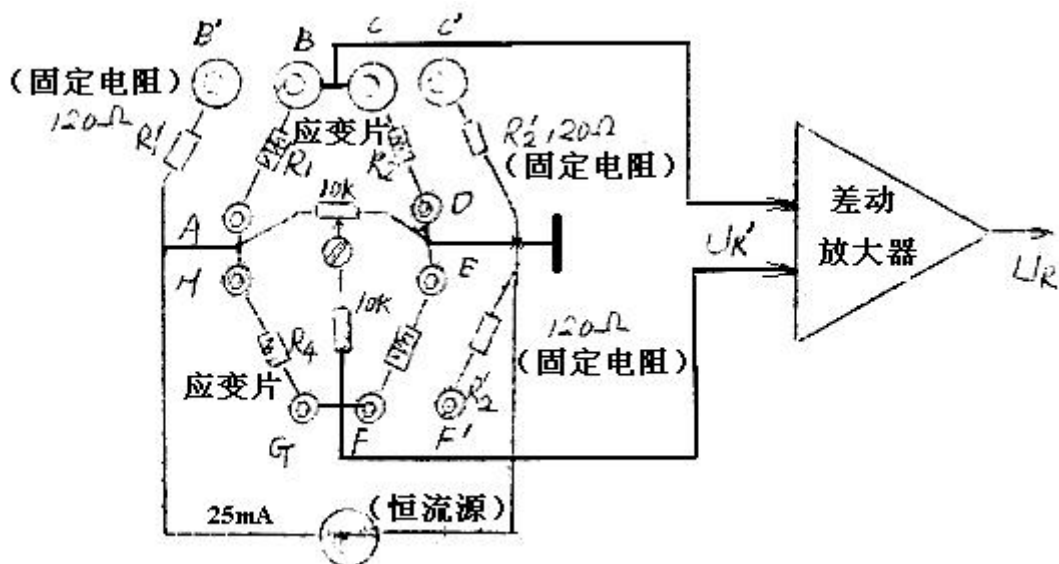 B'
B
C
C'
(固定电阻)
120Ω
R1'
应变片
R1
R2
R2' 120Ω
(固定电阻)
10k
A
D
H
E
UR'
差动
放大器
UR
10k
120Ω
(固定电阻)
R4
应变片
R2'
G
F
F'
25mA
(恒流源)